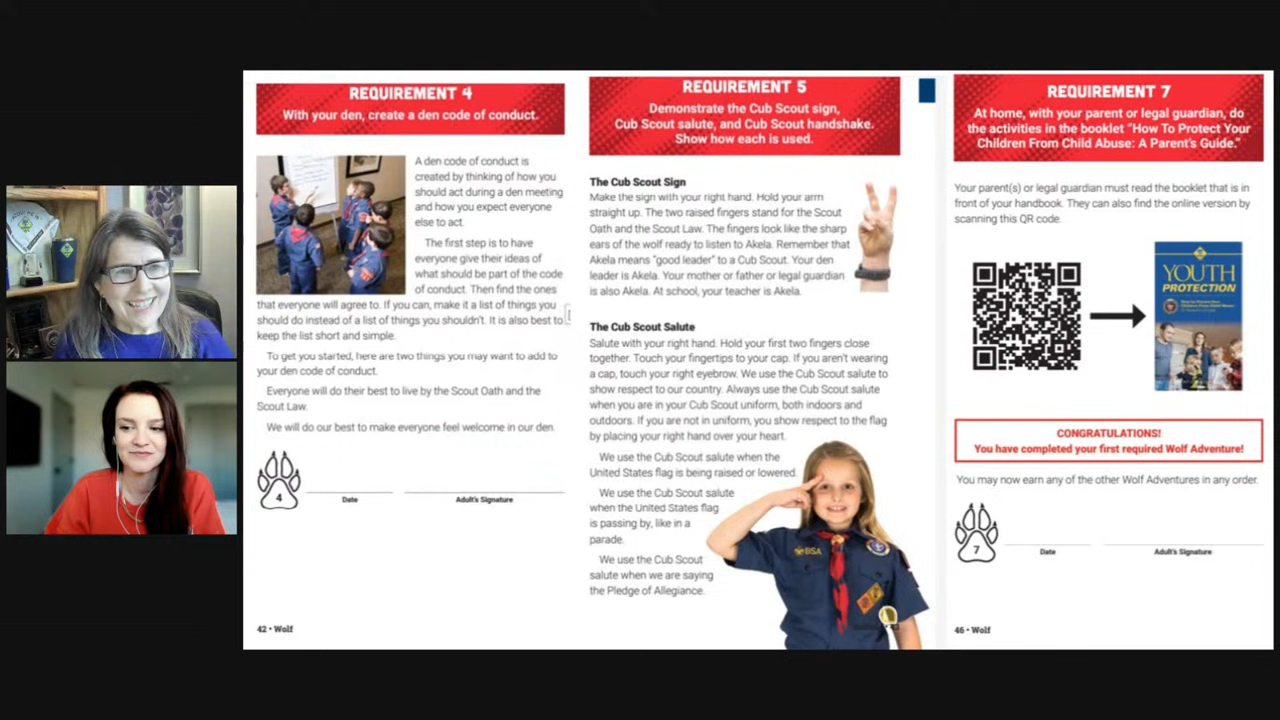 REQUIREMENT 4
With your den, create a den code of conduct.
A den code of conduct is
created by thinking of how you
should act during a den meeting
and how you expect everyone
else to act.
The first step is to have
everyone give their ideas of
what should be part of the code
of conduct. Then find the ones
that everyone will agree to. If you can, make it a list of things you
should do instead of a list of things you shouldn't. It is also best to
keep the list short and simple.
To get you started, here are two things you may want to add to
your den code of conduct.
Everyone will do their best to live by the Scout Oath and the
Scout Law.
We will do our best to make everyone feel welcome in our den.
4
Date
Adult's Signature
42 • Wolf
REQUIREMENT 5
Demonstrate the Cub Scout sign,
Cub Scout salute, and Cub Scout handshake.
Show how each is used.
The Cub Scout Sign
Make the sign with your right hand. Hold your arm
straight up. The two raised fingers stand for the Scout
Oath and the Scout Law. The fingers look like the sharp
ears of the wolf ready to listen to Akela. Remember that
Akela means "good leader" to a Cub Scout. Your den
leader is Akela. Your mother or father or legal guardian
is also Akela. At school, your teacher is Akela.
The Cub Scout Salute
Salute with your right hand. Hold your first two fingers close
together. Touch your fingertips to your cap. If you aren't wearing
a cap, touch your right eyebrow. We use the Cub Scout salute to
show respect to our country. Always use the Cub Scout salute
when you are in your Cub Scout uniform, both indoors and
outdoors. If you are not in uniform, you show respect to the flag
by placing your right hand over your heart.
We use the Cub Scout salute when the
United States flag is being raised or lowered.
We use the Cub Scout salute
when the United States flag
is passing by, like in a
parade.
We use the Cub Scout
salute when we are saying
the Pledge of Allegiance.
BSA
REQUIREMENT 7
At home, with your parent or legal guardian, do
the activities in the booklet "How To Protect Your
Children From Child Abuse: A Parent's Guide."
Your parent(s) or legal guardian must read the booklet that is in
front of your handbook. They can also find the online version by
scanning this QR code.
YOUTH
PROTECTION
CONGRATULATIONS!
You have completed your first required Wolf Adventure!
You may now earn any of the other Wolf Adventures in any order.
7
Date
Adult's Signature
46 • Wolf